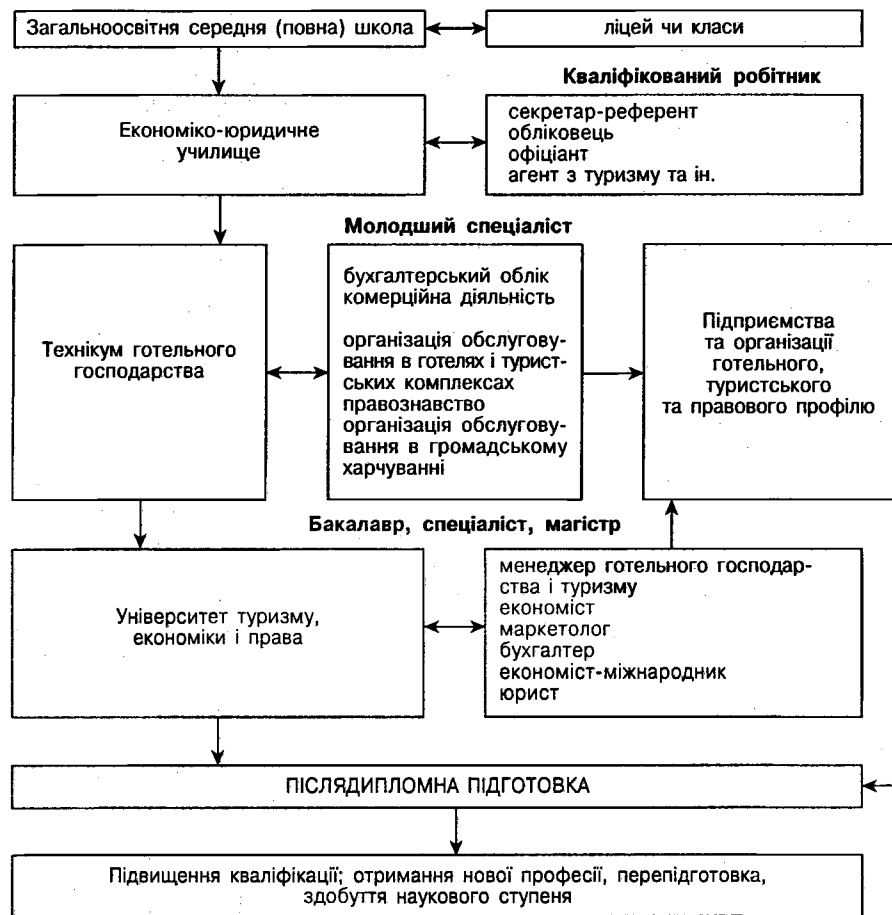 Загальноосвітня середня (повна) школа
ліцей чи класи
Кваліфікований робітник
Економіко-юридичне
училище
секретар-референт
обліковець
офіціант
агент з туризму та ін.
Молодший спеціаліст
Технікум готельного
господарства
бухгалтерський облік
комерційна діяльність
організація обслугову-
вання в готелях і турист-
ських комплексах
правознавство
організація обслугову-
вання в громадському
харчуванні
Підприємства
та організації
готельного,
туристського
та правового профілю
Бакалавр, спеціаліст, магістр
Університет туризму,
економіки і права
менеджер готельного господар-
ства і туризму
економіст
маркетолог
бухгалтер
економіст-міжнародник
юрист
ПІСЛЯДИПЛОМНА ПІДГОТОВКА
Підвищення кваліфікації; отримання нової професії, перепідготовка,
здобуття наукового ступеня